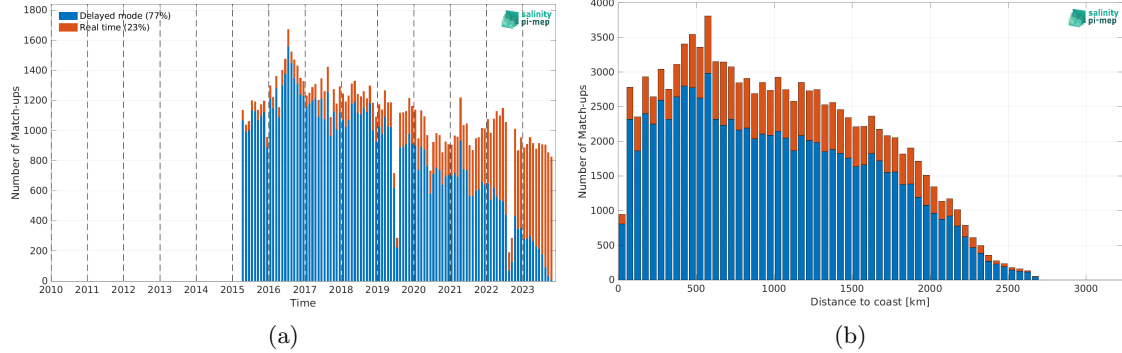 Delayed mode (77%)
Real time (23%)
salinity
pi-mep
1800
1600
1400
1200
1000
800
600
400
200
0
Number of Match-ups
2010 2011 2012 2013 2014 2015 2016 2017 2018 2019 2020 2021 2022 2023
Time
(a)
salinity
pi-mep
4000
3500
3000
2500
2000
1500
1000
500
0
Number of Match-ups
0 500 1000 1500 2000 2500 3000
Distance to coast [km]
(b)